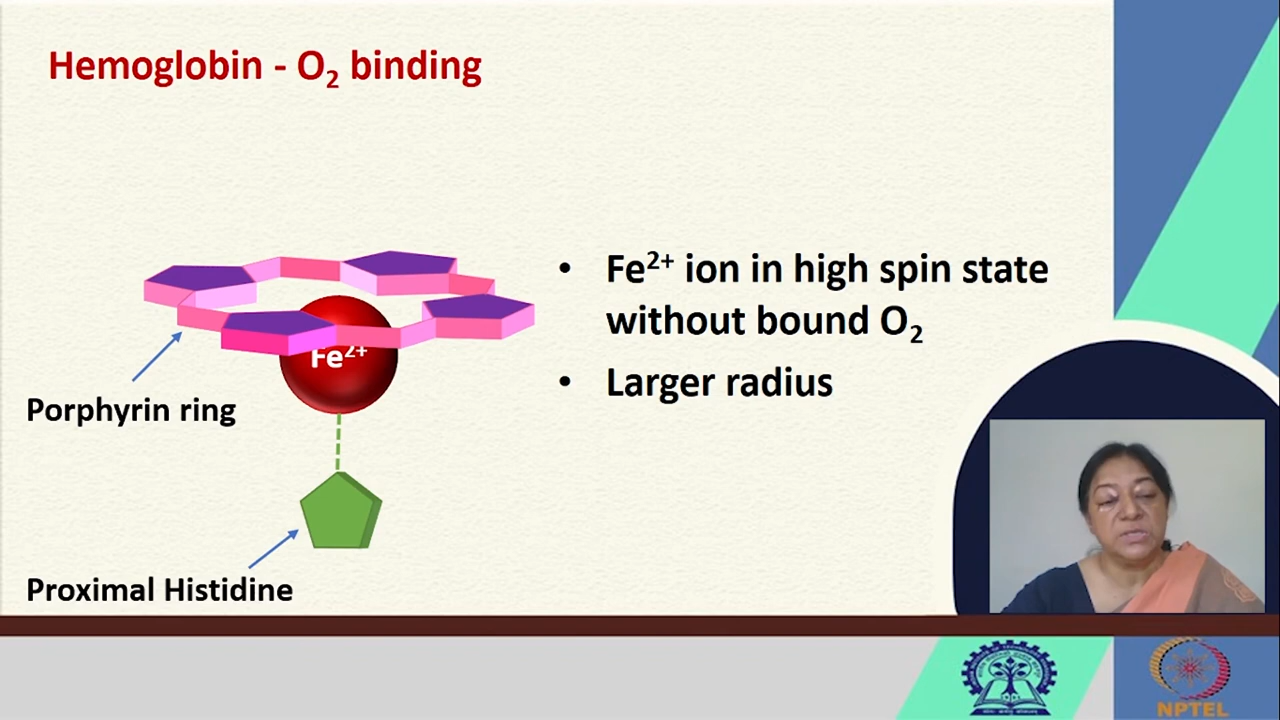 Hemoglobin - O₂ binding
• Fe²⁺ ion in high spin state
without bound O₂
• Larger radius
Fe²⁺
Porphyrin ring
Proximal Histidine
NPTEL